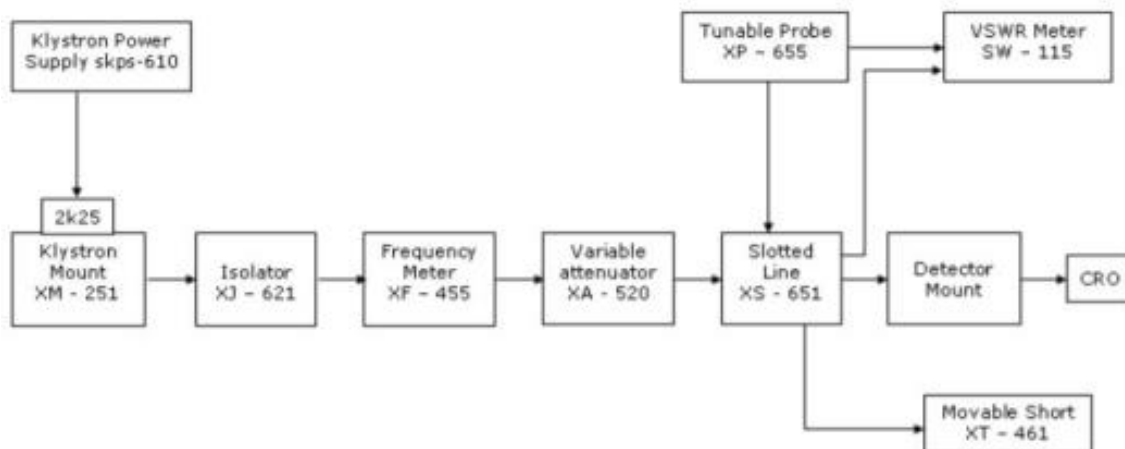 Klystron Power
Supply skps-610
Tunable Probe
XP – 655
VSWR Meter
SW – 115
2k25
Klystron
Mount
XM - 251
Isolator
XJ – 621
Frequency
Meter
XF – 455
Variable
attenuator
XA - 520
Slotted
Line
XS - 651
Detector
Mount
CRO
Movable Short
XT – 461